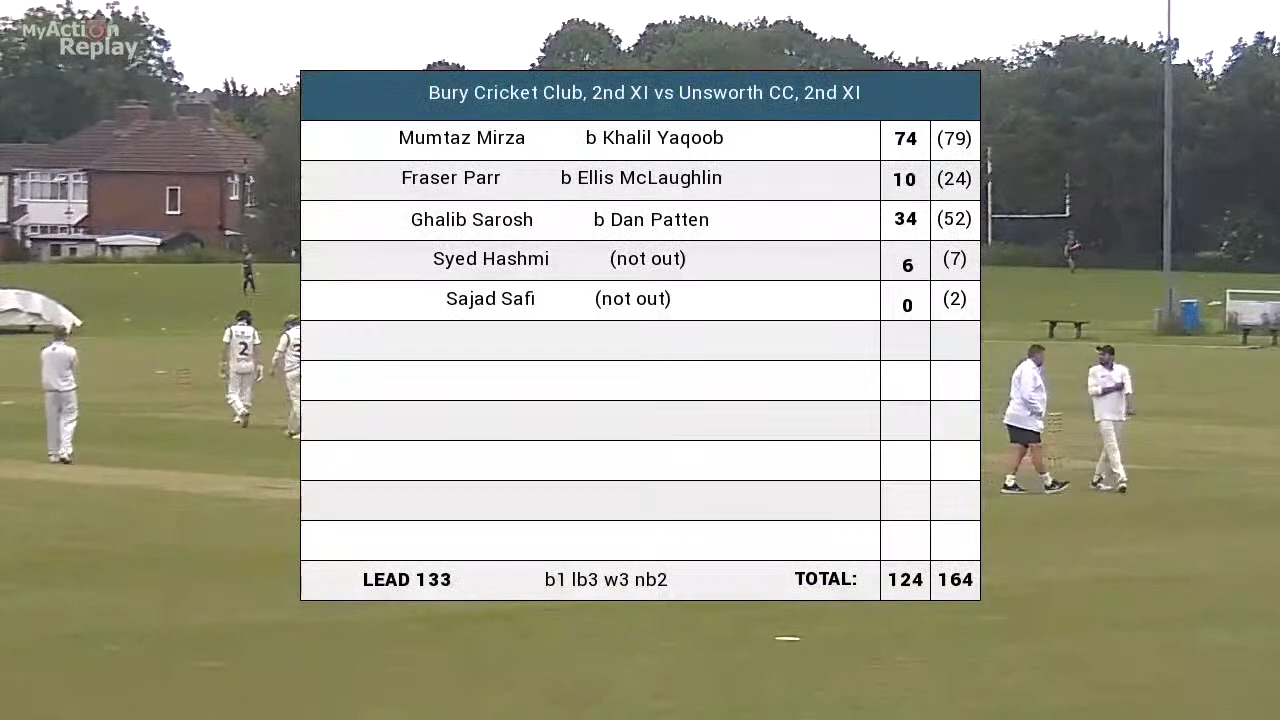 MyAction
Replay
Bury Cricket Club, 2nd XI vs Unsworth CC, 2nd XI
Mumtaz Mirza b Khalil Yaqoob 74 (79)
Fraser Parr b Ellis McLaughlin 10 (24)
Ghalib Sarosh b Dan Patten 34 (52)
Syed Hashmi (not out) 6 (7)
Sajad Safi (not out) 0 (2)
LEAD 133 b1 lb3 w3 nb2 TOTAL: 124 164
2